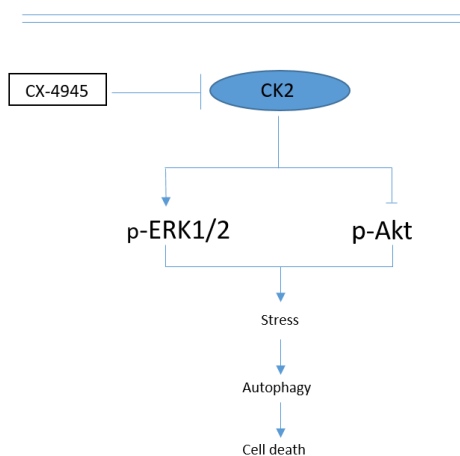 CX-4945
CK2
p-ERK1/2
p-Akt
Stress
Autophagy
Cell death